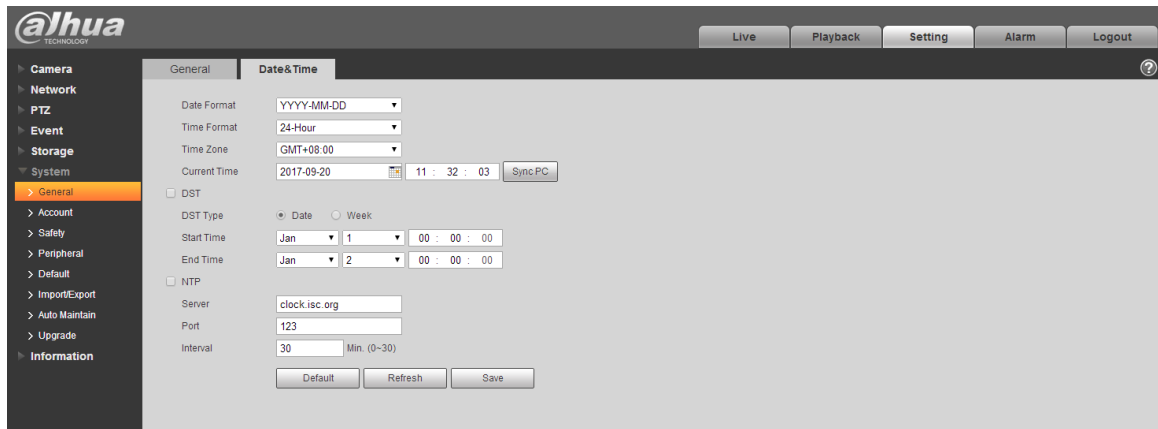 alhua
TECHNOLOGY
Live Playback Setting Alarm Logout
Camera
Network
PTZ
Event
Storage
System
General
Account
Safety
Peripheral
Default
Import/Export
Auto Maintain
Upgrade
Information
General Date&Time
?
Date Format YYYY-MM-DD
Time Format 24-Hour
Time Zone GMT+08:00
Current Time 2017-09-20 11 : 32 : 03 Sync PC
DST
DST Type Date Week
Start Time Jan 1 00 : 00 : 00
End Time Jan 2 00 : 00 : 00
NTP
Server clock.isc.org
Port 123
Interval 30 Min. (0~30)
Default Refresh Save